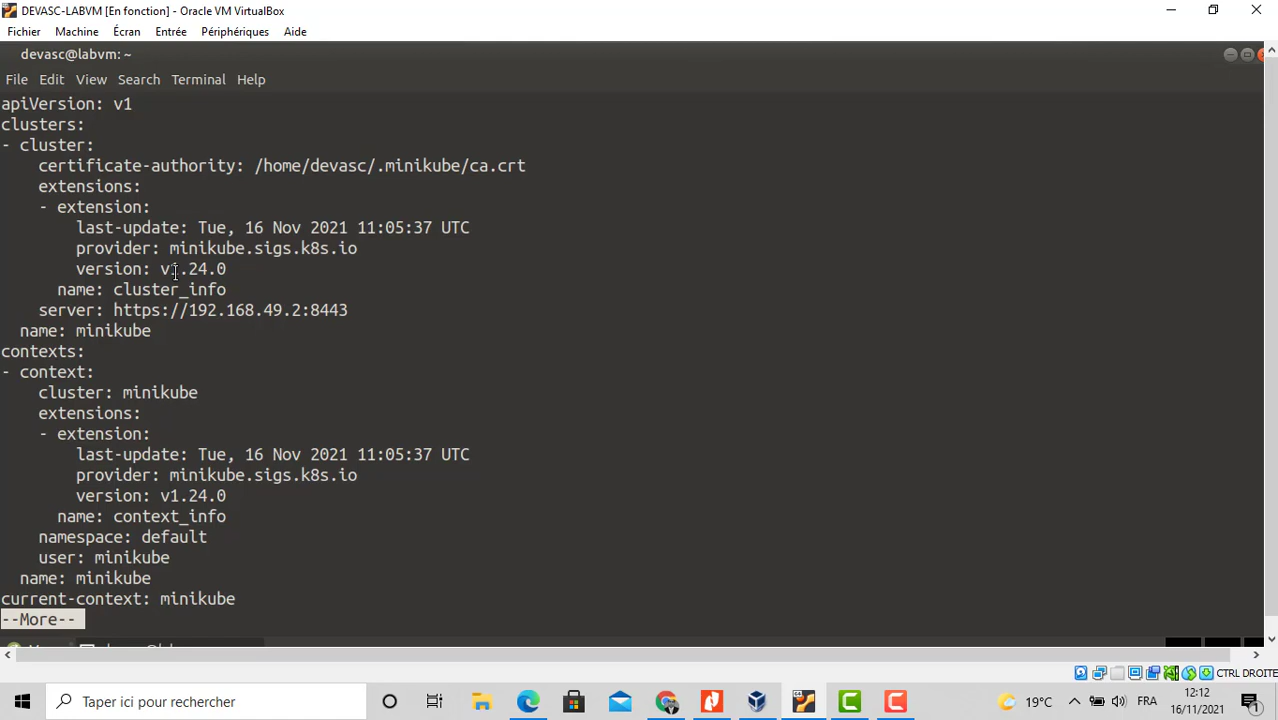 DEVASC-LABVM [En fonction] - Oracle VM VirtualBox
Fichier Machine Écran Entrée Périphériques Aide
devasc@labvm: ~
File Edit View Search Terminal Help
apiVersion: v1
clusters:
- cluster:
    certificate-authority: /home/devasc/.minikube/ca.crt
    extensions:
    - extension:
        last-update: Tue, 16 Nov 2021 11:05:37 UTC
        provider: minikube.sigs.k8s.io
        version: v1.24.0
      name: cluster_info
    server: https://192.168.49.2:8443
  name: minikube
contexts:
- context:
    cluster: minikube
    extensions:
    - extension:
        last-update: Tue, 16 Nov 2021 11:05:37 UTC
        provider: minikube.sigs.k8s.io
        version: v1.24.0
      name: context_info
    namespace: default
    user: minikube
  name: minikube
current-context: minikube
--More--
CTRL DROITE
Taper ici pour rechercher
19°C FRA 12:12
16/11/2021